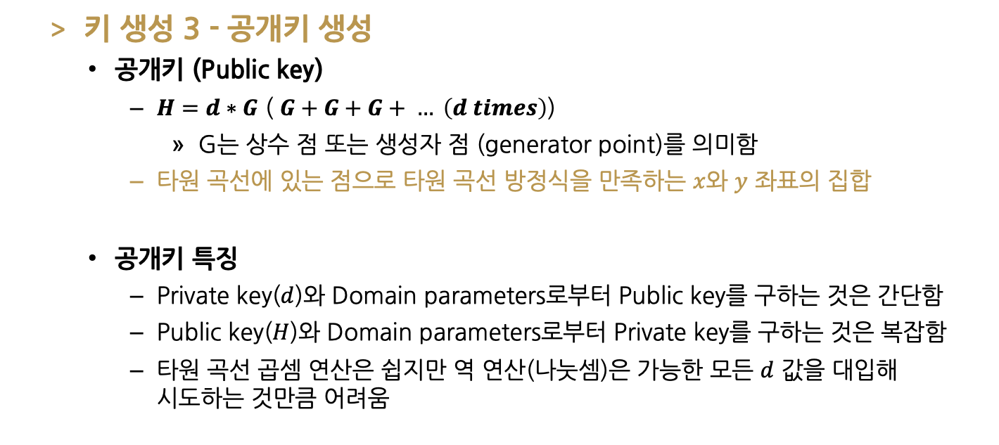 > 키 생성 3 - 공개키 생성
• 공개키 (Public key)
– H = d ∗ G ( G + G + G + … (d times))
» G는 상수 점 또는 생성자 점 (generator point)를 의미함
– 타원 곡선에 있는 점으로 타원 곡선 방정식을 만족하는 x와 y 좌표의 집합
• 공개키 특징
– Private key(d)와 Domain parameters로부터 Public key를 구하는 것은 간단함
– Public key(H)와 Domain parameters로부터 Private key를 구하는 것은 복잡함
– 타원 곡선 곱셈 연산은 쉽지만 역 연산(나눗셈)은 가능한 모든 d 값을 대입해
시도하는 것만큼 어려움